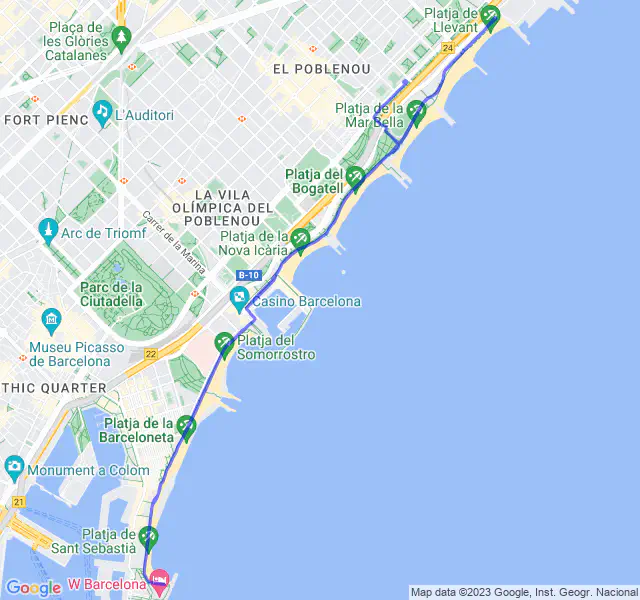 Platja de
Llevant
Plaça de
les Glòries
Catalanes
24
EL POBLENOU
L'Auditori
Platja de la
Mar Bella
FORT PIENC
Platja del
Bogatell
LA VILA
OLÍMPICA DEL
POBLENOU
Carrer de la Marina
Arc de Triomf
Platja de la
Nova Icària
B-10
Parc de la
Ciutadella
Casino Barcelona
Museu Picasso
de Barcelona
22
Platja del
Somorrostro
THIC QUARTER
Platja de la
Barceloneta
Monument a Colom
21
Platja de
Sant Sebastià
W Barcelona
Google
Map data ©2023 Google, Inst. Geogr. Nacional